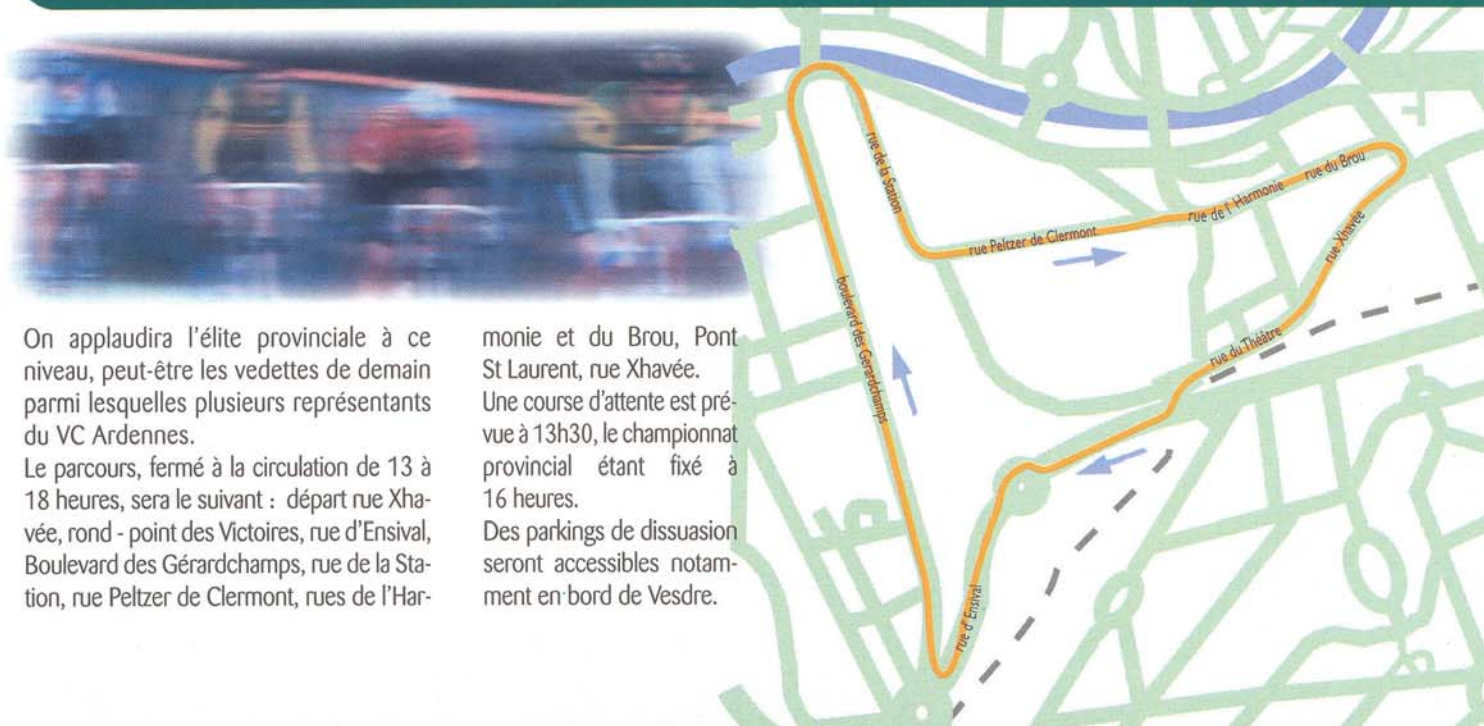 On applaudira l'élite provinciale à ce
niveau, peut-être les vedettes de demain
parmi lesquelles plusieurs représentants
du VC Ardennes.
Le parcours, fermé à la circulation de 13 à
18 heures, sera le suivant : départ rue Xha-
vée, rond - point des Victoires, rue d'Ensival,
Boulevard des Gérardchamps, rue de la Sta-
tion, rue Peltzer de Clermont, rues de l'Har-
monie et du Brou, Pont
St Laurent, rue Xhavée.
Une course d'attente est pré-
vue à 13h30, le championnat
provincial étant fixé à
16 heures.
Des parkings de dissuasion
seront accessibles notam-
ment en bord de Vesdre.
rue de la Station
rue Peltzer de Clermont
rue de l' Harmonie
rue du Brou
rue Xhavée
rue du Théâtre
boulevard des Gérardchamps
rue d' Ensival